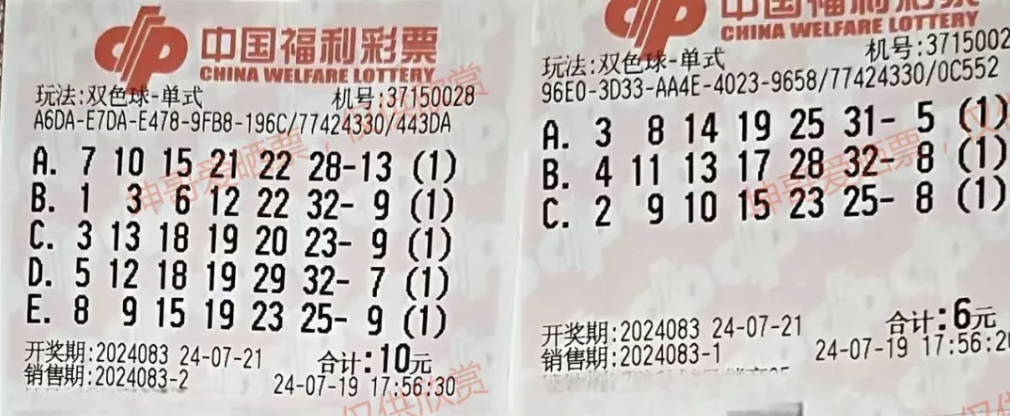 中国福利彩票
CHINA WELFARE LOTTERY
玩法:双色球-单式 机号:37150028
A6DA-E7DA-E478-9FB8-196C/77424330/443DA
A. 7 10 15 21 22 28-13 (1)
B. 1 3 6 12 22 32- 9 (1)
C. 3 13 18 19 20 23- 9 (1)
D. 5 12 18 19 29 32- 7 (1)
E. 8 9 15 19 23 25- 9 (1)
开奖期:2024083 24-07-21 合计:10元
销售期:2024083-2 24-07-19 17:56:30
仅供欣赏
中国福利彩票
CHINA WELFARE LOTTERY
玩法:双色球-单式 机号:3715002
96E0-3D33-AA4E-4023-9658/77424330/0C552
A. 3 8 14 19 25 31- 5 (1)
B. 4 11 13 17 28 32- 8 (1)
C. 2 9 10 15 23 25- 8 (1)
开奖期:2024083 24-07-21 合计:6元
销售期:2024083-1 24-07-19 17:56:20